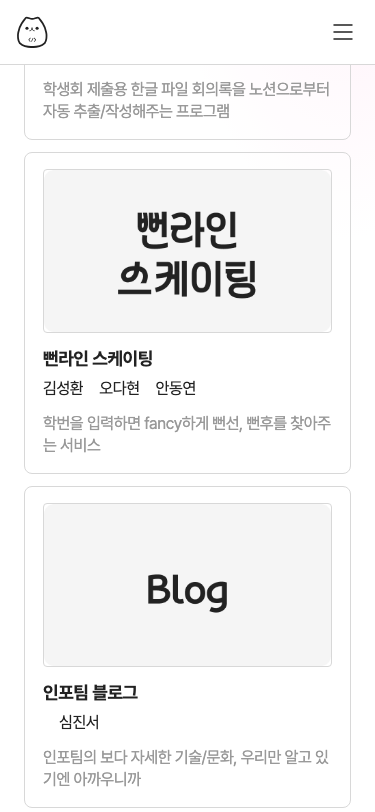 학생회 제출용 한글 파일 회의록을 노션으로부터
자동 추출/작성해주는 프로그램
뻔라인
스케이팅
뻔라인 스케이팅
김성환 오다현 안동연
학번을 입력하면 fancy하게 뻔선, 뻔후를 찾아주
는 서비스
Blog
인포팀 블로그
심진서
인포팀의 보다 자세한 기술/문화, 우리만 알고 있
기엔 아까우니까